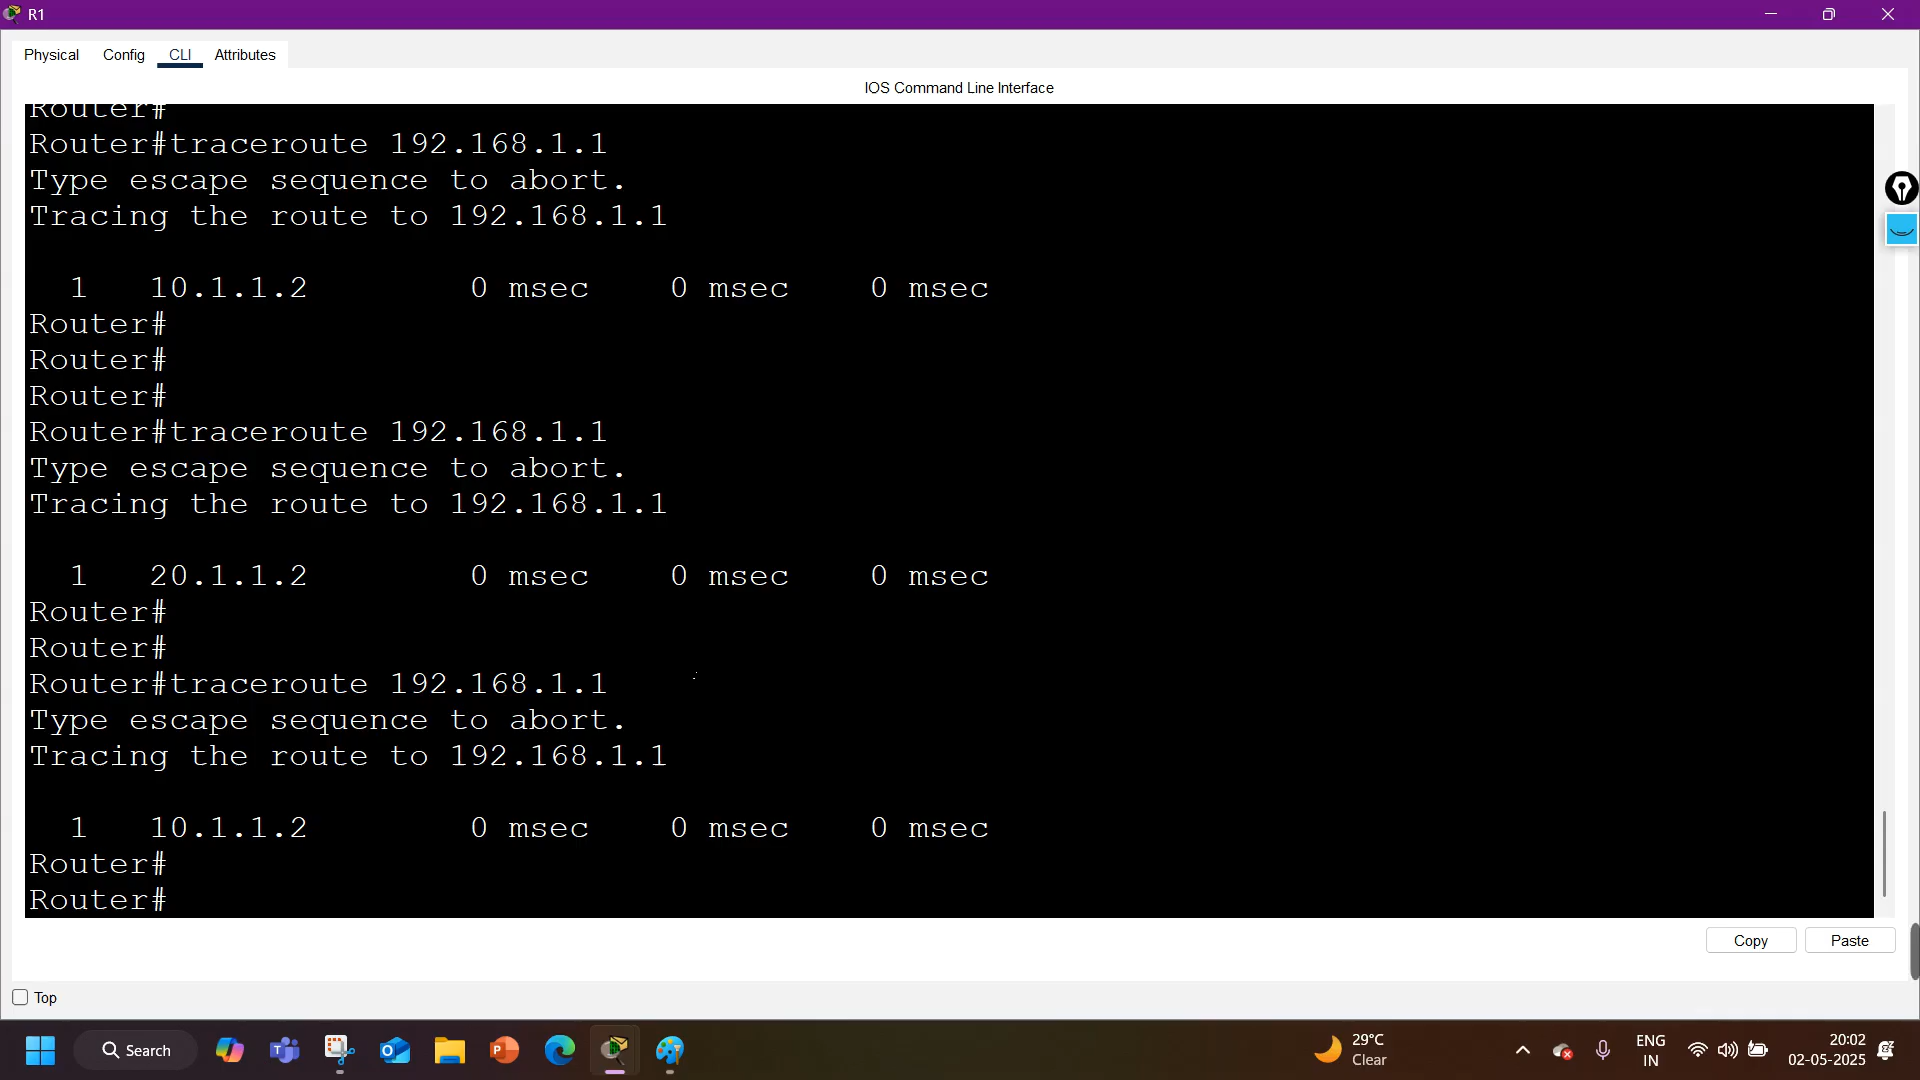 R1
Physical Config CLI Attributes
IOS Command Line Interface
Router#
Router#traceroute 192.168.1.1
Type escape sequence to abort.
Tracing the route to 192.168.1.1
1 10.1.1.2 0 msec 0 msec 0 msec
Router#
Router#
Router#
Router#traceroute 192.168.1.1
Type escape sequence to abort.
Tracing the route to 192.168.1.1
1 20.1.1.2 0 msec 0 msec 0 msec
Router#
Router#
Router#traceroute 192.168.1.1
Type escape sequence to abort.
Tracing the route to 192.168.1.1
1 10.1.1.2 0 msec 0 msec 0 msec
Router#
Router#
Copy Paste
Top
Search
29°C
Clear
ENG
IN
20:02
02-05-2025